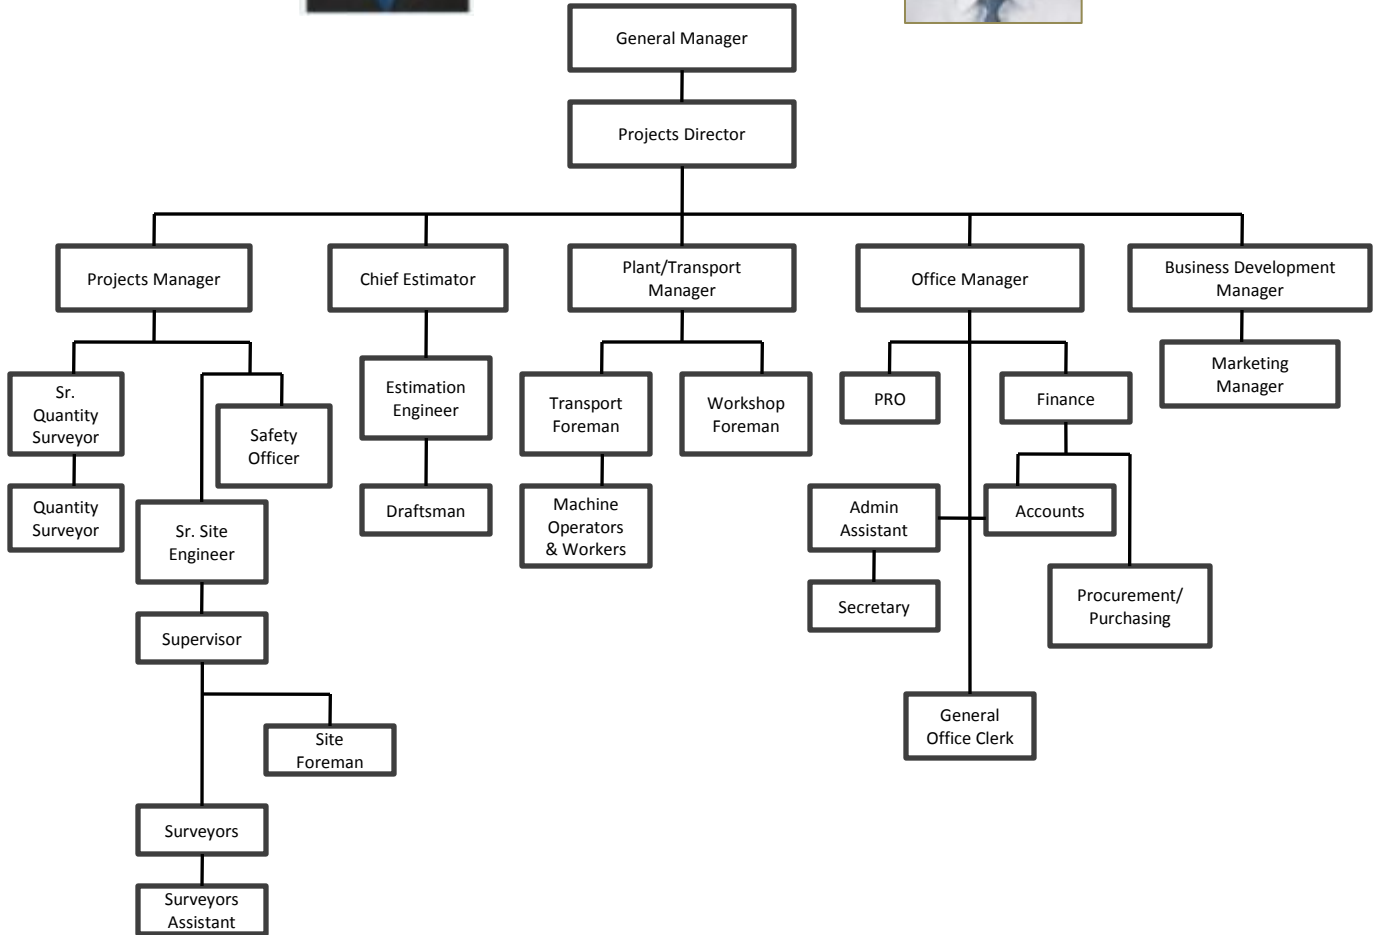 General Manager
Projects Director
Projects Manager
Chief Estimator
Plant/Transport
Manager
Office Manager
Business Development
Manager
Sr.
Quantity
Surveyor
Safety
Officer
Estimation
Engineer
Transport
Foreman
Workshop
Foreman
PRO
Finance
Marketing
Manager
Quantity
Surveyor
Sr. Site
Engineer
Draftsman
Machine
Operators
& Workers
Admin
Assistant
Accounts
Secretary
Procurement/
Purchasing
Supervisor
General
Office Clerk
Site
Foreman
Surveyors
Surveyors
Assistant